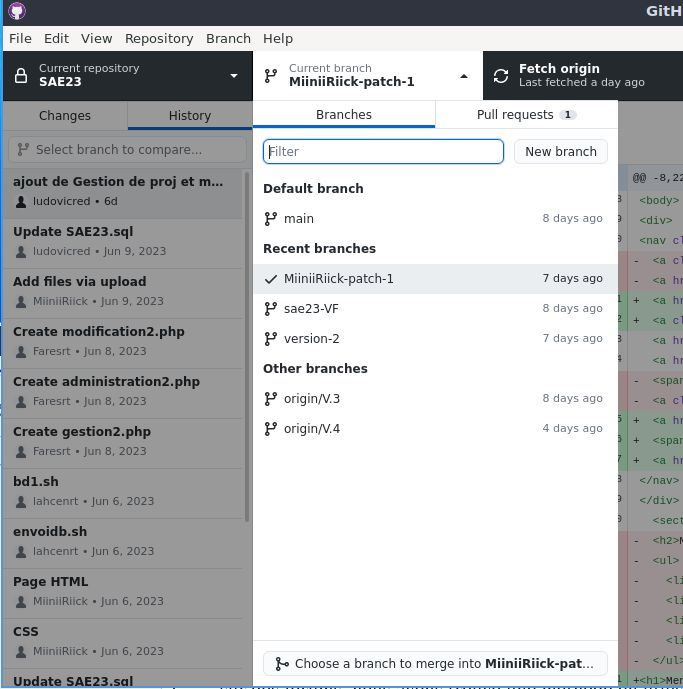 GitH
File Edit View Repository Branch Help
Current repository
SAE23
Current branch
MiiniiRiick-patch-1
Fetch origin
Last fetched a day ago
Changes
History
Branches
Pull requests 1
Select branch to compare...
Filter
New branch
ajout de Gestion de proj et m...
ludovicred • 6d
Update SAE23.sql
ludovicred • Jun 9, 2023
Add files via upload
MiiniiRiick • Jun 9, 2023
Create modification2.php
Faresrt • Jun 8, 2023
Create administration2.php
Faresrt • Jun 8, 2023
Create gestion2.php
Faresrt • Jun 8, 2023
bd1.sh
lahcenrt • Jun 6, 2023
envoidb.sh
lahcenrt • Jun 6, 2023
Page HTML
MiiniiRiick • Jun 6, 2023
CSS
MiiniiRiick • Jun 6, 2023
Update SAE23.sql
Default branch
main 8 days ago
Recent branches
MiiniiRiick-patch-1 7 days ago
sae23-VF 8 days ago
version-2 7 days ago
Other branches
origin/V.3 8 days ago
origin/V.4 4 days ago
Choose a branch to merge into MiiniiRiick-pat...
@@ -8,22
<body>
<div>
<nav cl
- <a cl
- <a hr
+ <a hr
+ <a cl
<a hr
<a hr
- <span
- <a cl
+ <a hr
+ <span
+ <a hr
</nav>
</div>
<sec
- <h2>M
- <ul>
- <li
- <li
- <li
- </ul>
+<h1>Mer